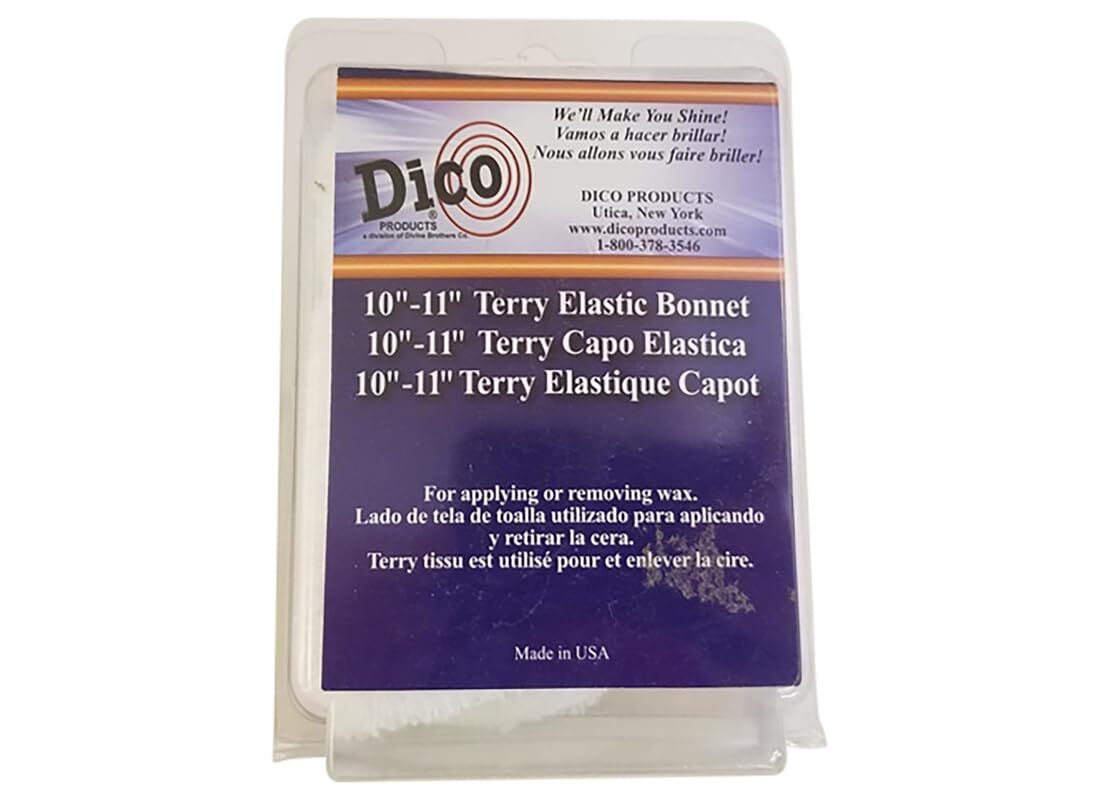 We'll Make You Shine!
Vamos a hacer brillar!
Nous allons vous faire briller!
Dico
®
PRODUCTS
a division of Divine Brothers Co.
DICO PRODUCTS
Utica, New York
www.dicoproducts.com
1-800-378-3546
10"-11" Terry Elastic Bonnet
10"-11" Terry Capo Elastica
10"-11" Terry Elastique Capot
For applying or removing wax.
Lado de tela de toalla utilizado para aplicando
y retirar la cera.
Terry tissu est utilisé pour et enlever la cire.
Made in USA